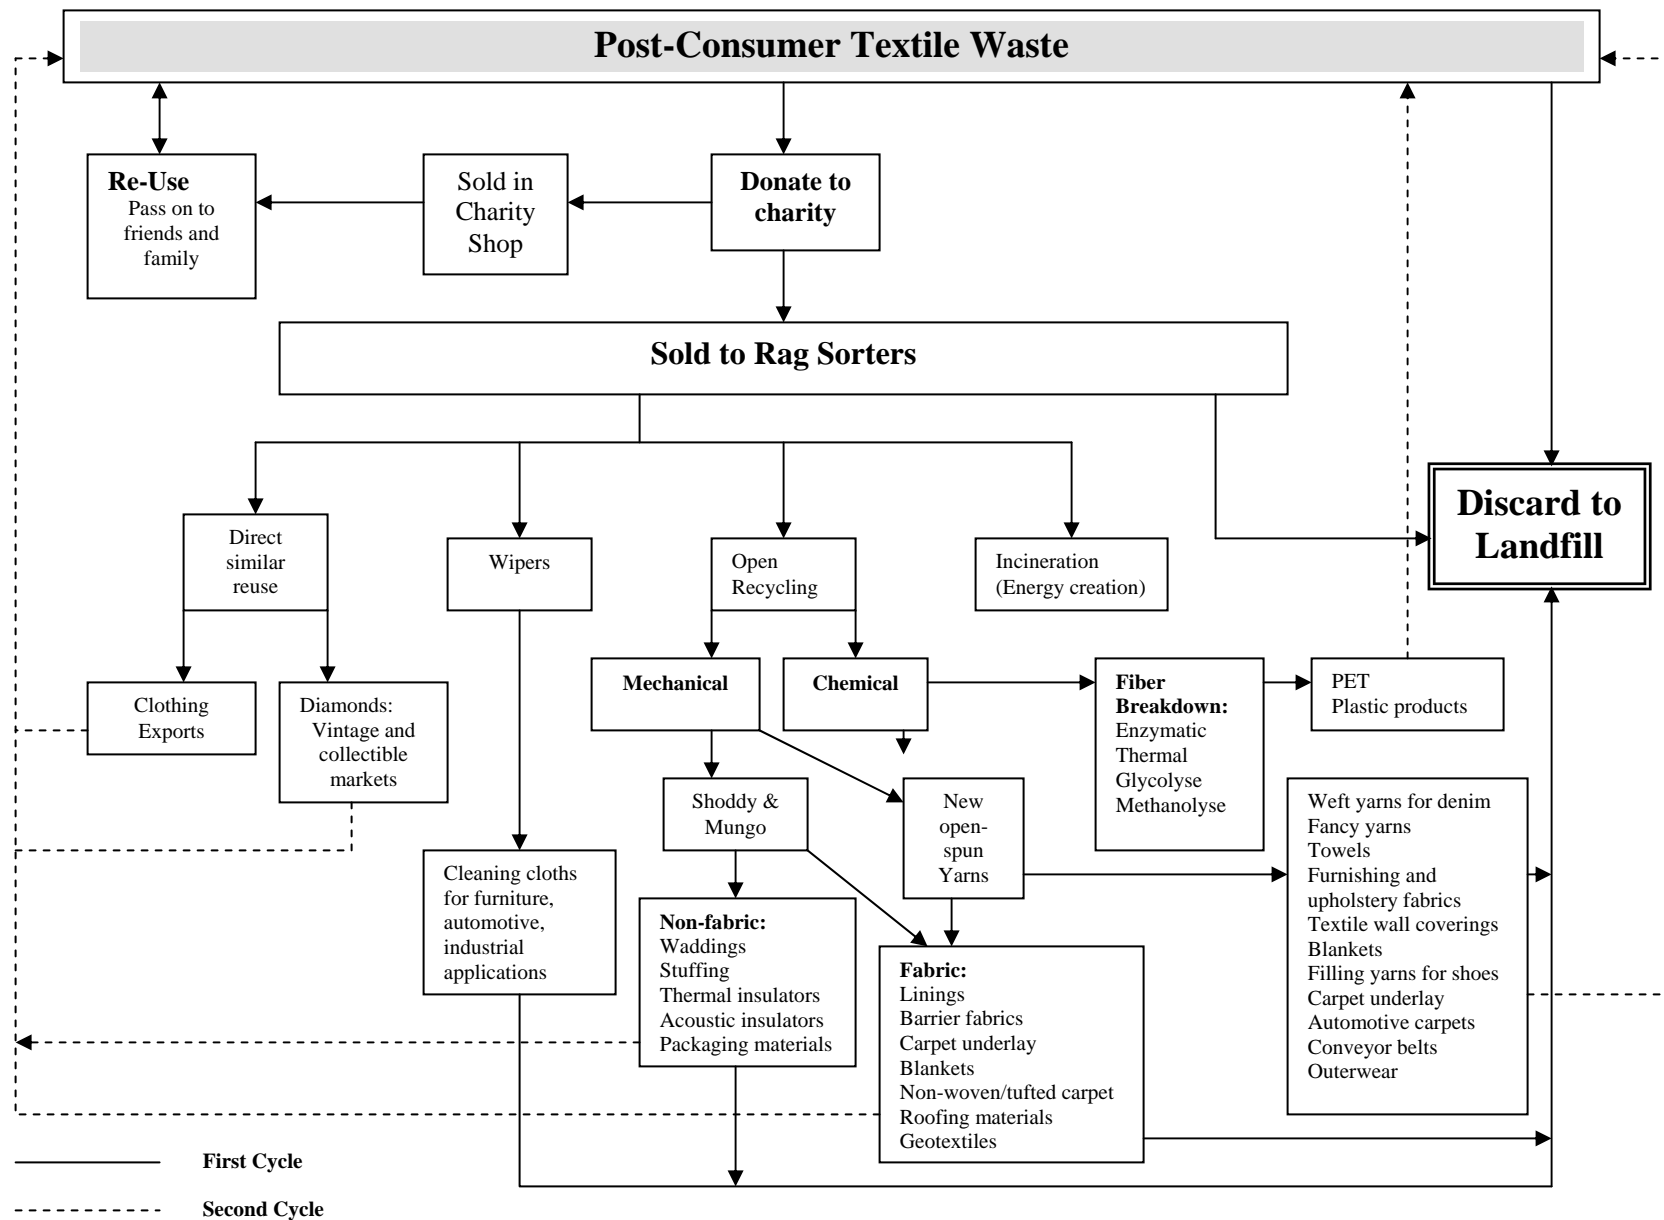 Post-Consumer Textile Waste
Re-Use
Pass on to
friends and
family
Sold in
Charity
Shop
Donate to
charity
Sold to Rag Sorters
Discard to
Landfill
Direct
similar
reuse
Wipers
Open
Recycling
Incineration
(Energy creation)
Clothing
Exports
Diamonds:
Vintage and
collectible
markets
Mechanical
Chemical
Fiber
Breakdown:
Enzymatic
Thermal
Glycolyse
Methanolyse
PET
Plastic products
Shoddy &
Mungo
New
open-
spun
Yarns
Weft yarns for denim
Fancy yarns
Towels
Furnishing and
upholstery fabrics
Textile wall coverings
Blankets
Filling yarns for shoes
Carpet underlay
Automotive carpets
Conveyor belts
Outerwear
Cleaning cloths
for furniture,
automotive,
industrial
applications
Non-fabric:
Waddings
Stuffing
Thermal insulators
Acoustic insulators
Packaging materials
Fabric:
Linings
Barrier fabrics
Carpet underlay
Blankets
Non-woven/tufted carpet
Roofing materials
Geotextiles
First Cycle
Second Cycle